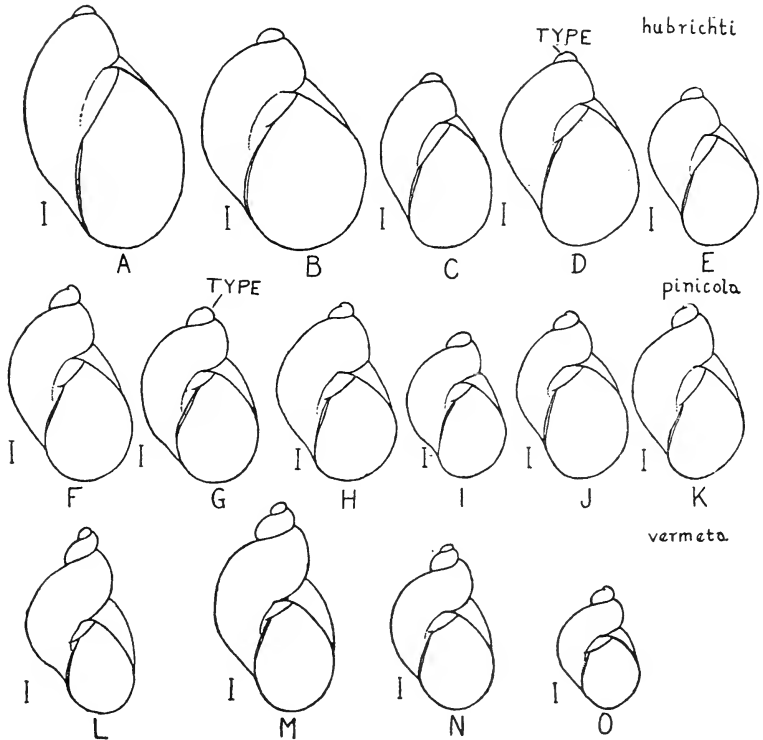 hubrichti
TYPE
A B C D E
pinicola
TYPE
F G H I J K
vermeta
L M N O